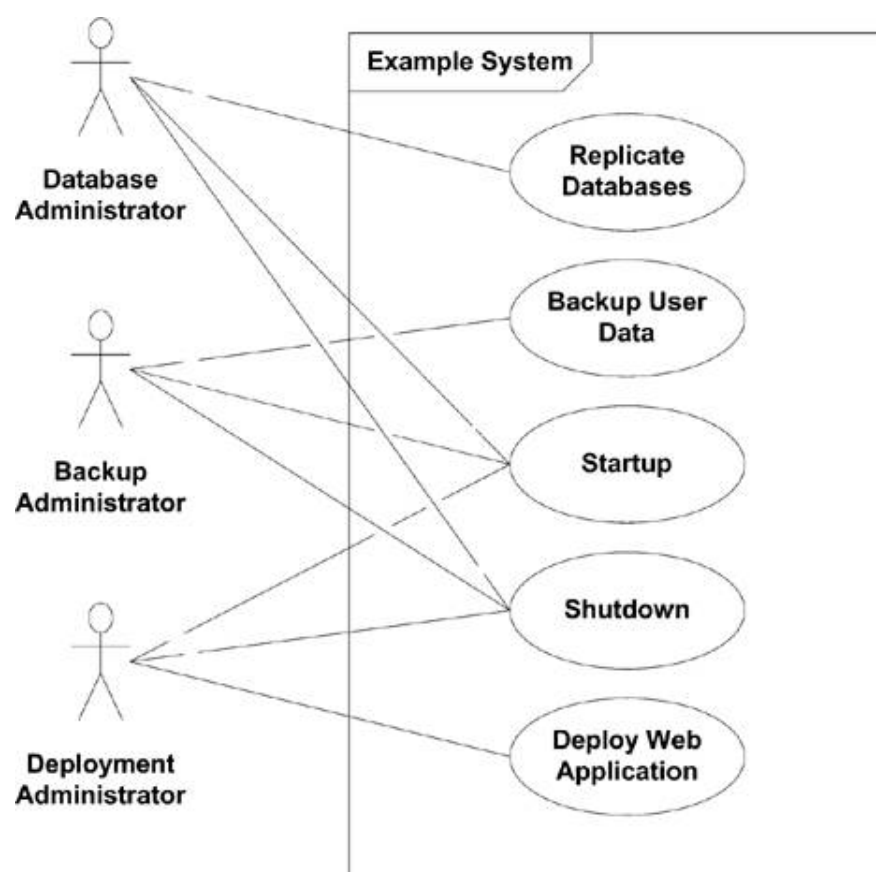 Example System
Database
Administrator
Replicate
Databases
Backup User
Data
Backup
Administrator
Startup
Shutdown
Deployment
Administrator
Deploy Web
Application